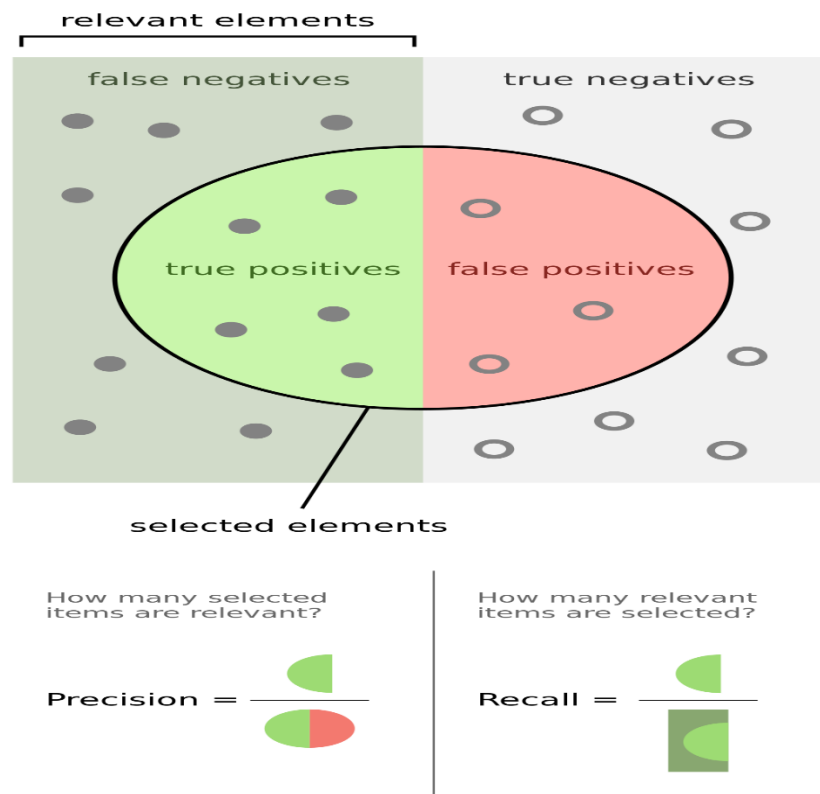 relevant elements
false negatives
true negatives
true positives
false positives
selected elements
How many selected
items are relevant?
How many relevant
items are selected?
Precision =
Recall =